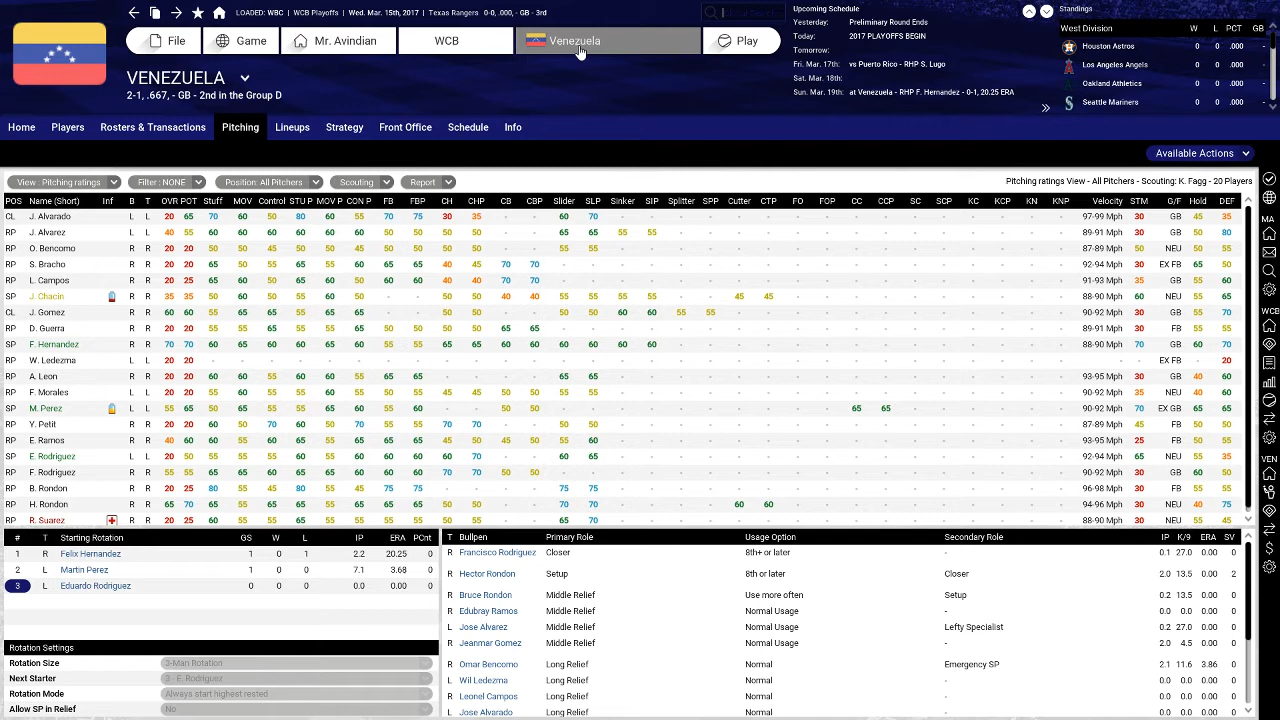 LOADED: WBC | WCB Playoffs | Wed. Mar. 15th, 2017 | Texas Rangers 0-0, .000, - GB - 3rd
Upcoming Schedule
Yesterday: Preliminary Round Ends
Today: 2017 PLAYOFFS BEGIN
Tomorrow:
Fri. Mar. 17th: vs Puerto Rico - RHP S. Lugo
Sat. Mar. 18th:
Sun. Mar. 19th: at Venezuela - RHP F. Hernandez - 0-1, 20.25 ERA
Standings
West Division W L PCT GB
Houston Astros 0 0 .000 -
Los Angeles Angels 0 0 .000 -
Oakland Athletics 0 0 .000 -
Seattle Mariners 0 0 .000 -
File Game Mr. Avindian WCB Venezuela Play
VENEZUELA
2-1, .667, - GB - 2nd in the Group D
Home Players Rosters & Transactions Pitching Lineups Strategy Front Office Schedule Info
Available Actions
View : Pitching ratings Filter : NONE Position: All Pitchers Scouting Report Pitching ratings View - All Pitchers - Scouting: K. Fagg - 20 Players
POS Name (Short) Inf B T OVR POT Stuff MOV Control STU P MOV P CON P FB FBP CH CHP CB CBP Slider SLP Sinker SIP Splitter SPP Cutter CTP FO FOP CC CCP SC SCP KC KCP KN KNP Velocity STM G/F Hold DEF
CL J. Alvarado L L 20 65 70 60 50 80 60 55 70 75 30 35 - - 60 70 - - - - - - - - - - - - - - - - 97-99 Mph 30 GB 45 35
RP J. Alvarez L L 40 55 60 60 60 60 60 60 60 60 50 50 - - 55 55 55 55 - - - - - - - - - - - - - - 89-91 Mph 30 GB 50 80
RP O. Bencomo R R 20 20 50 50 45 50 50 45 50 50 50 50 - - 55 55 - - - - - - - - - - - - - - - - 87-89 Mph 50 NEU 50 50
RP S. Bracho R R 20 20 65 50 60 65 50 60 65 65 40 45 70 70 - - - - - - - - - - - - - - - - - - 92-94 Mph 30 EX FB 65 50
RP L. Campos R R 20 25 65 50 55 65 50 60 60 60 40 40 70 70 - - - - - - - - - - - - - - - - - - 91-93 Mph 35 GB 55 60
SP J. Chacin R R 35 35 50 60 50 55 60 50 - - 50 50 40 40 55 55 55 55 - - 45 45 - - - - - - - - - - 88-90 Mph 60 NEU 55 65
CL J. Gomez R R 60 60 50 65 55 50 65 55 50 50 50 50 - - 50 50 60 60 55 55 - - - - - - - - - - - - 90-92 Mph 35 GB 55 70
RP D. Guerra R R 20 20 55 50 55 55 50 55 50 50 50 50 65 65 - - - - - - - - - - - - - - - - - - 89-91 Mph 30 FB 55 55
SP F. Hernandez R R 70 70 60 60 60 60 60 60 55 55 60 60 60 60 60 60 60 60 - - - - - - - - - - - - - - 88-90 Mph 70 GB 60 70
RP W. Ledezma L L 20 20 - - - - - - - - - - - - - - - - - - - - - - - - - - - - - - - - EX FB 20
RP A. Leon R R 20 20 65 55 50 65 55 60 65 65 - - - - 65 65 - - - - - - - - - - - - - - - - 93-95 Mph 30 GB 40 60
RP F. Morales R R 20 20 50 55 55 50 55 55 50 50 45 45 50 50 55 55 - - - - - - - - - - - - - - - - 90-92 Mph 35 NEU 40 60
SP M. Perez L L 55 65 50 65 55 55 65 60 55 60 - - 50 50 - - - - - - - - - - 65 65 - - - - - - 90-92 Mph 70 EX GB 65 65
RP Y. Petit R R 20 20 60 50 70 60 50 70 55 55 70 70 - - 50 50 - - - - - - - - - - - - - - - - 87-89 Mph 45 FB 50 50
RP E. Ramos R R 40 60 60 55 55 60 55 60 65 65 45 50 45 50 55 60 - - - - - - - - - - - - - - - - 93-95 Mph 25 FB 50 55
SP E. Rodriguez L L 55 55 60 55 55 65 55 60 60 65 60 70 - - 50 55 - - - - - - - - - - - - - - - - 92-94 Mph 65 NEU 55 35
RP F. Rodriguez R R 55 55 65 60 55 65 60 55 55 55 70 70 50 50 - - - - - - - - - - - - - - - - - - 90-92 Mph 30 GB 60 50
RP B. Rondon R R 20 25 80 55 45 80 55 45 75 75 - - - - 75 75 - - - - - - - - - - - - - - - - 96-98 Mph 30 FB 55 55
RP H. Rondon R R 65 70 65 55 65 65 55 65 65 65 50 50 - - 70 70 - - - - 60 60 - - - - - - - - - - 94-96 Mph 30 GB 40 75
RP R. Suarez R R 20 25 60 55 50 65 55 55 55 55 50 55 - - 65 70 - - - - - - - - - - - - - - - - 88-90 Mph 30 NEU 55 45
# T Starting Rotation GS W L IP ERA PCnt
1 R Felix Hernandez 1 0 1 2.2 20.25 0
2 L Martin Perez 1 0 0 7.1 3.68 0
3 L Eduardo Rodriguez 0 0 0 0.0 0.00 0
Rotation Settings
Rotation Size 3-Man Rotation
Next Starter 3 - E. Rodriguez
Rotation Mode Always start highest rested
Allow SP in Relief No
T Bullpen Primary Role Usage Option Secondary Role IP K/9 ERA SV
R Francisco Rodriguez Closer 8th+ or later 0.1 27.0 0.00 0
R Hector Rondon Setup 8th or later Closer 2.0 13.5 0.00 2
R Bruce Rondon Middle Relief Use more often Setup 0.2 13.5 0.00 0
R Edubray Ramos Middle Relief Normal Usage - 0.0 0.0 0.00 0
L Jose Alvarez Middle Relief Normal Usage Lefty Specialist 0.2 27.0 0.00 0
R Jeanmar Gomez Middle Relief Normal Usage - 2.0 4.5 0.00 0
R Omar Bencomo Long Relief Normal Emergency SP 2.1 11.6 3.86 0
L Wil Ledezma Long Relief Normal - 0.0 0.0 0.00 0
R Leonel Campos Long Relief Normal - 0.0 0.0 0.00 0
L Jose Alvarado Long Relief Normal - 0.0 0.0 0.00 0
MA
WCB
VEN